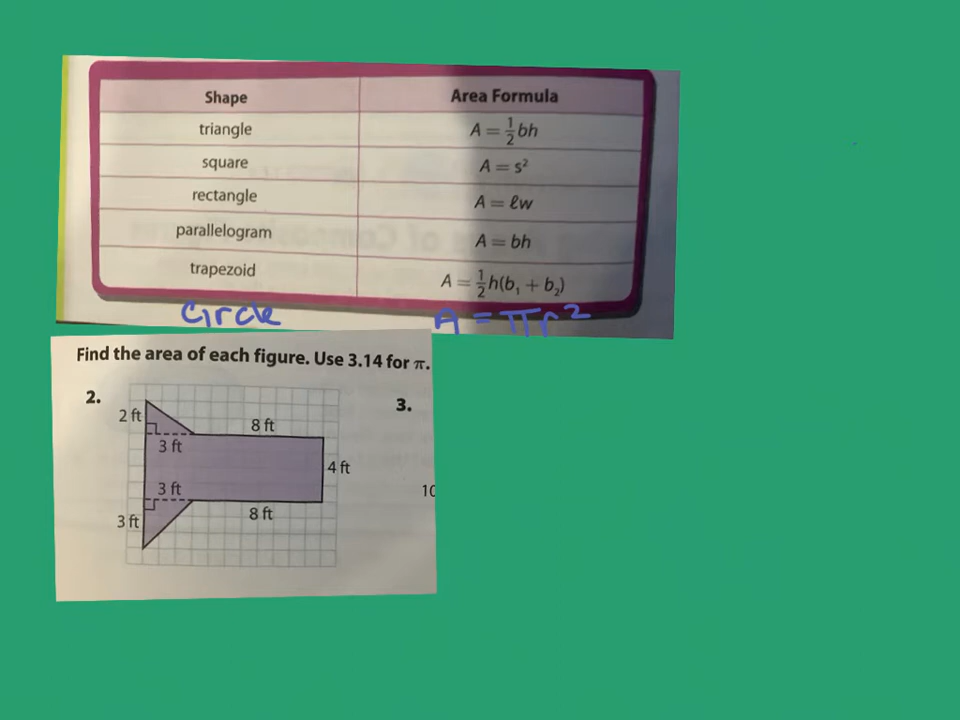 Shape Area Formula
triangle A = 1/2 bh
square A = s²
rectangle A = ℓw
parallelogram A = bh
trapezoid A = 1/2 h(b₁ + b₂)
Circle A = πr²
Find the area of each figure. Use 3.14 for π.
2.
3.
2 ft
8 ft
3 ft
4 ft
3 ft
10
3 ft
8 ft